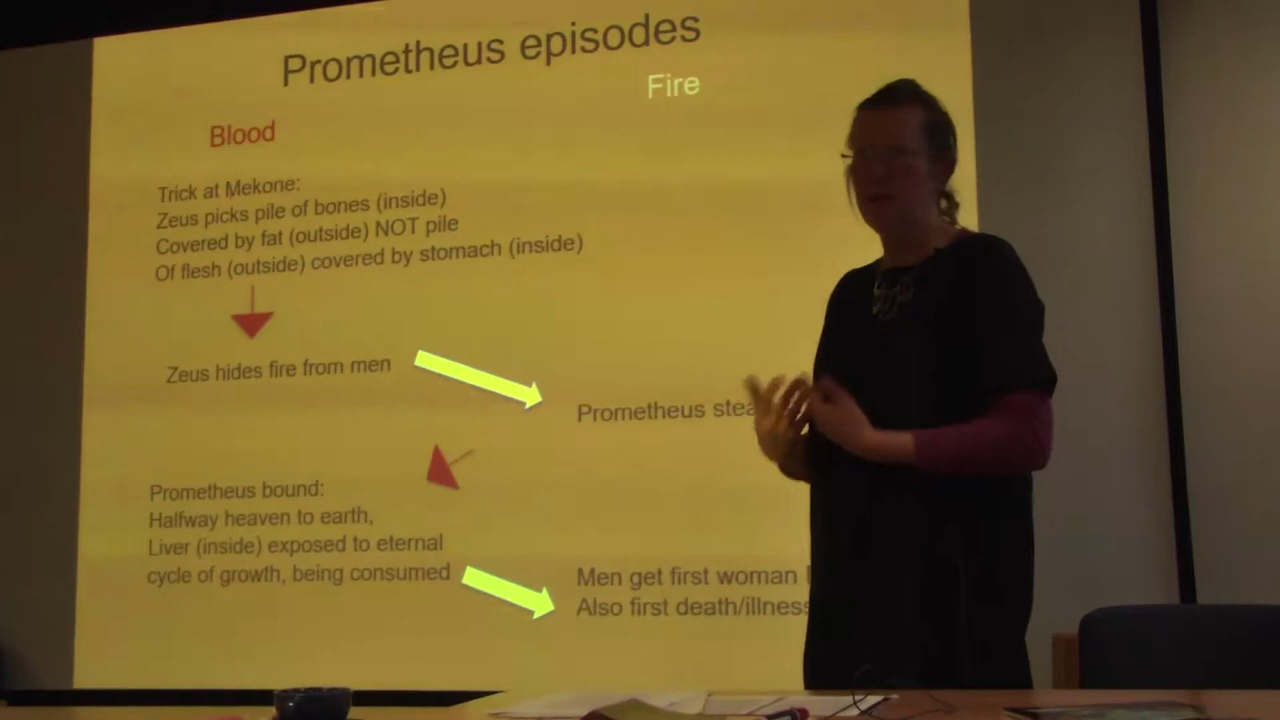 Prometheus episodes
Fire
Blood
Trick at Mekone:
Zeus picks pile of bones (inside)
Covered by fat (outside) NOT pile
Of flesh (outside) covered by stomach (inside)
Zeus hides fire from men
Prometheus
Prometheus bound:
Halfway heaven to earth,
Liver (inside) exposed to eternal
cycle of growth, being consumed
Men get first woman
Also first death/illness